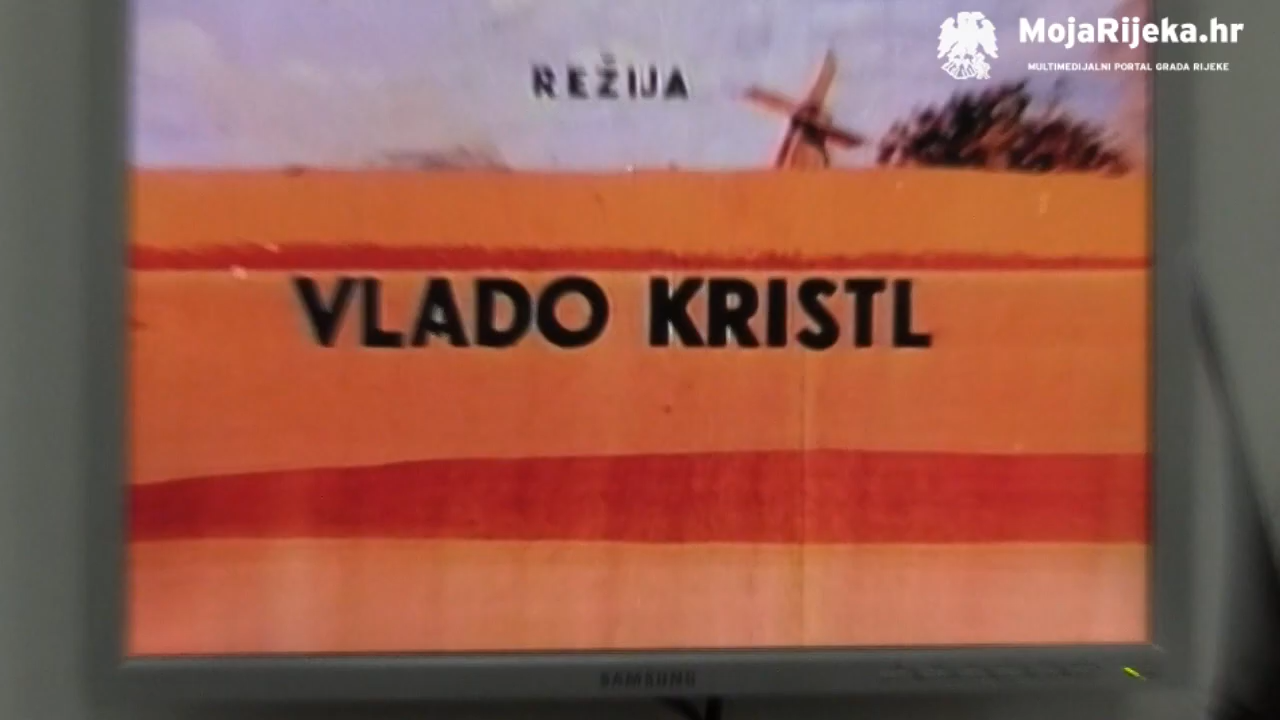 MojaRijeka.hr
MULTIMEDIJALNI PORTAL GRADA RIJEKE
REŽIJA
VLADO KRISTL
SAMSUNG